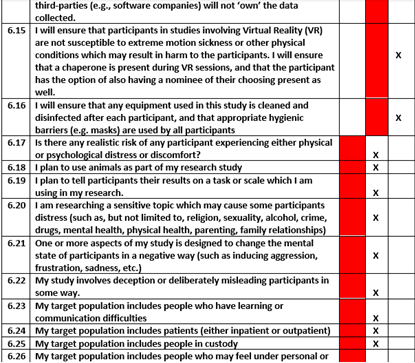 third-parties (e.g., software companies) will not 'own' the data
collected.
6.15 I will ensure that participants in studies involving Virtual Reality (VR)
are not susceptible to extreme motion sickness or other physical
conditions which may result in harm to the participants. I will ensure
that a chaperone is present during VR sessions, and that the participant
has the option of also having a nominee of their choosing present as
well.
X
6.16 I will ensure that any equipment used in this study is cleaned and
disinfected after each participant, and that appropriate hygienic
barriers (e.g. masks) are used by all participants
X
6.17 Is there any realistic risk of any participant experiencing either physical
or psychological distress or discomfort?
X
6.18 I plan to use animals as part of my research study
X
6.19 I plan to tell participants their results on a task or scale which I am
using in my research.
X
6.20 I am researching a sensitive topic which may cause some participants
distress (such as, but not limited to, religion, sexuality, alcohol, crime,
drugs, mental health, physical health, parenting, family relationships)
X
6.21 One or more aspects of my study is designed to change the mental
state of participants in a negative way (such as inducing aggression,
frustration, sadness, etc.)
X
6.22 My study involves deception or deliberately misleading participants in
some way.
X
6.23 My target population includes people who have learning or
communication difficulties
X
6.24 My target population includes patients (either inpatient or outpatient)
X
6.25 My target population includes people in custody
X
6.26 My target population includes people who may feel under personal or